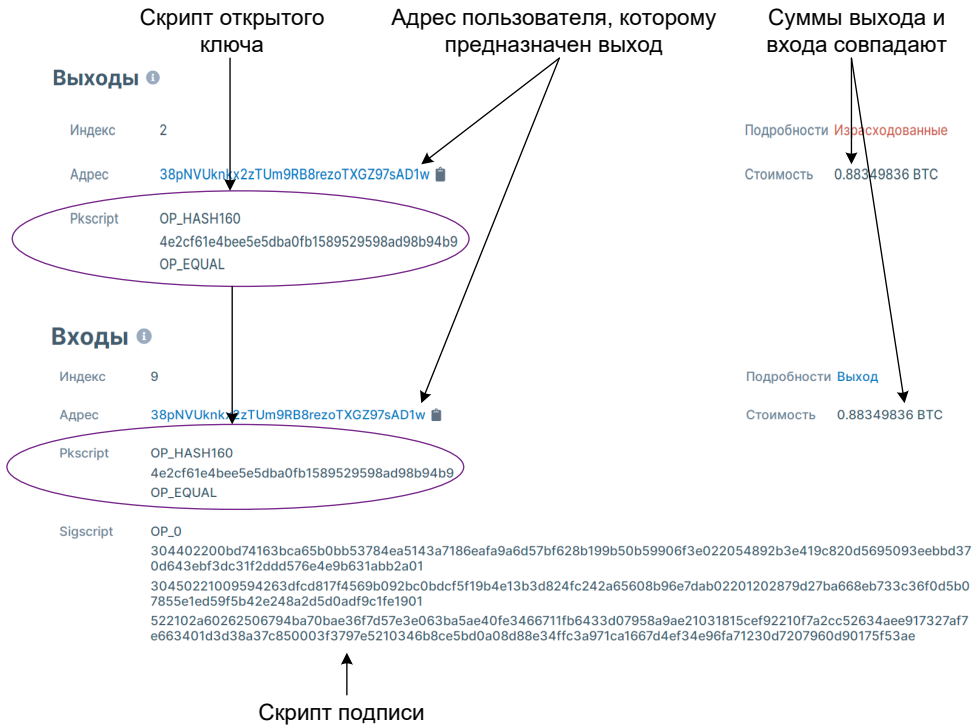 Скрипт открытого
ключа
Адрес пользователя, которому
предназначен выход
Суммы выхода и
входа совпадают
Выходы
Индекс 2
Подробности Израсходованные
Адрес 38pNVUknkx2zTUm9RB8rezoTXGZ97sAD1w
Стоимость 0.88349836 BTC
Pkscript OP_HASH160
4e2cf61e4bee5e5dba0fb1589529598ad98b94b9
OP_EQUAL
Входы
Индекс 9
Подробности Выход
Адрес 38pNVUknkx2zTUm9RB8rezoTXGZ97sAD1w
Стоимость 0.88349836 BTC
Pkscript OP_HASH160
4e2cf61e4bee5e5dba0fb1589529598ad98b94b9
OP_EQUAL
Sigscript OP_0
304402200bd74163bca65b0bb53784ea5143a7186eafa9a6d57bf628b199b50b59906f3e022054892b3e419c820d5695093eebbd37
0d643ebf3dc31f2ddd576e4e9b631abb2a01
30450221009594263dfcd817f4569b092bc0bdcf5f19b4e13b3d824fc242a65608b96e7dab02201202879d27ba668eb733c36f0d5b0
7855e1ed59f5b42e248a2d5d0adf9c1fe1901
522102a60262506794ba70bae36f7d57e3e063ba5ae40fe3466711fb6433d07958a9ae21031815cef92210f7a2cc52634aee917327af7
e663401d3d38a37c850003f3797e5210346b8ce5bd0a08d88e34ffc3a971ca1667d4ef34e96fa71230d7207960d90175f53ae
Скрипт подписи